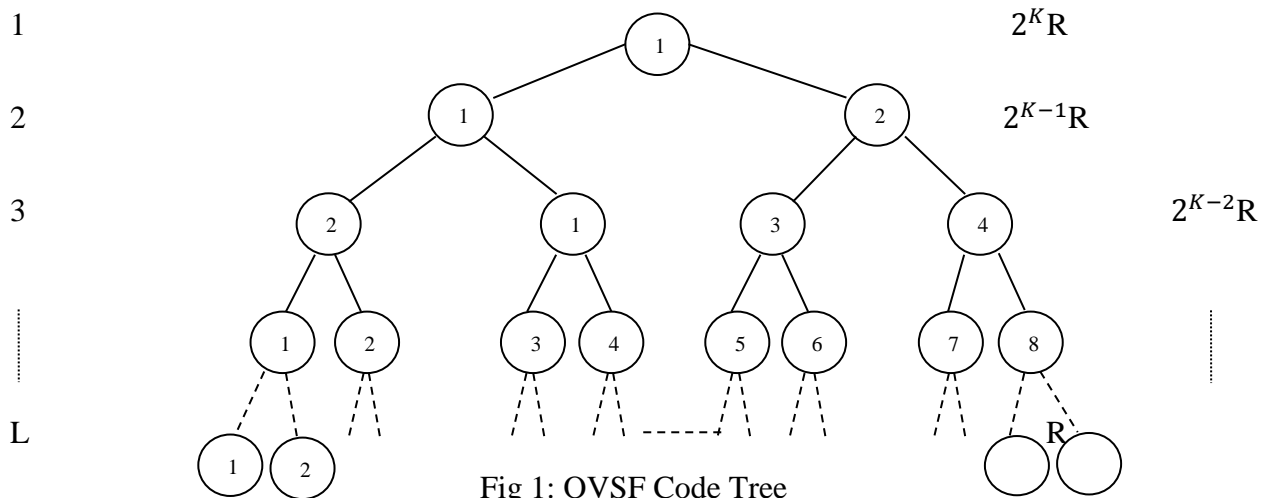 1 1 2^K R
2 1 2 2^{K-1}R
3 2 1 3 4 2^{K-2}R
1 2 3 4 5 6 7 8
L R
1 2
Fig 1: OVSF Code Tree